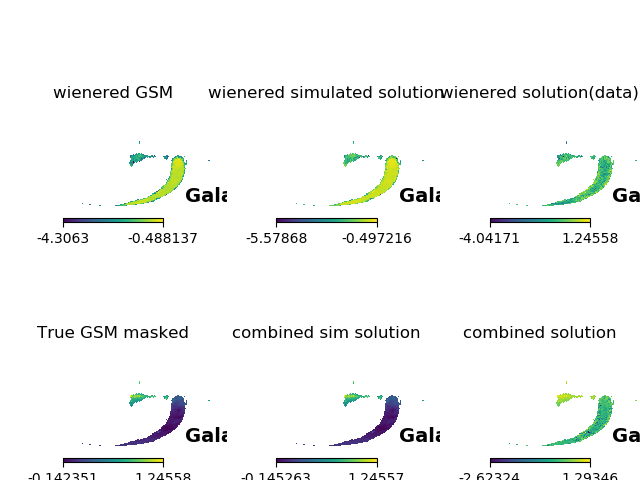 wienered GSM
wienered simulated solution
wienered solution(data)
Gala
Gala
Ga
-4.3063
-0.488137
-5.57868
-0.497216
-4.04171
1.24558
True GSM masked
combined sim solution
combined solution
Gala
Gala
Ga
-0.142351
1.24558
-0.145263
1.24557
-2.62324
1.29346